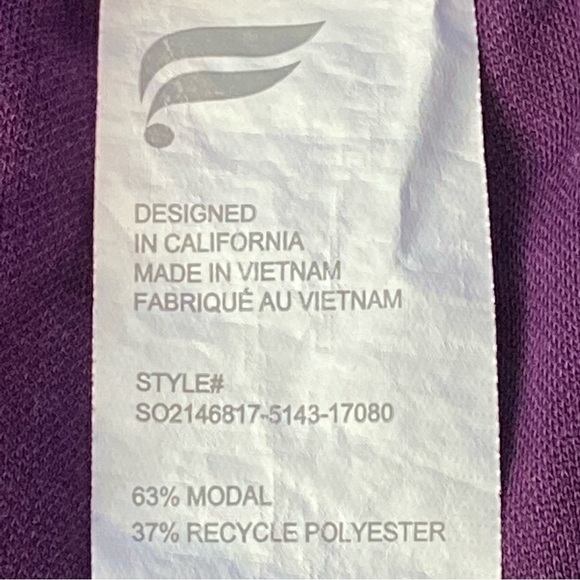 DESIGNED
IN CALIFORNIA
MADE IN VIETNAM
FABRIQUÉ AU VIETNAM
STYLE#
SO2146817-5143-17080
63% MODAL
37% RECYCLE POLYESTER